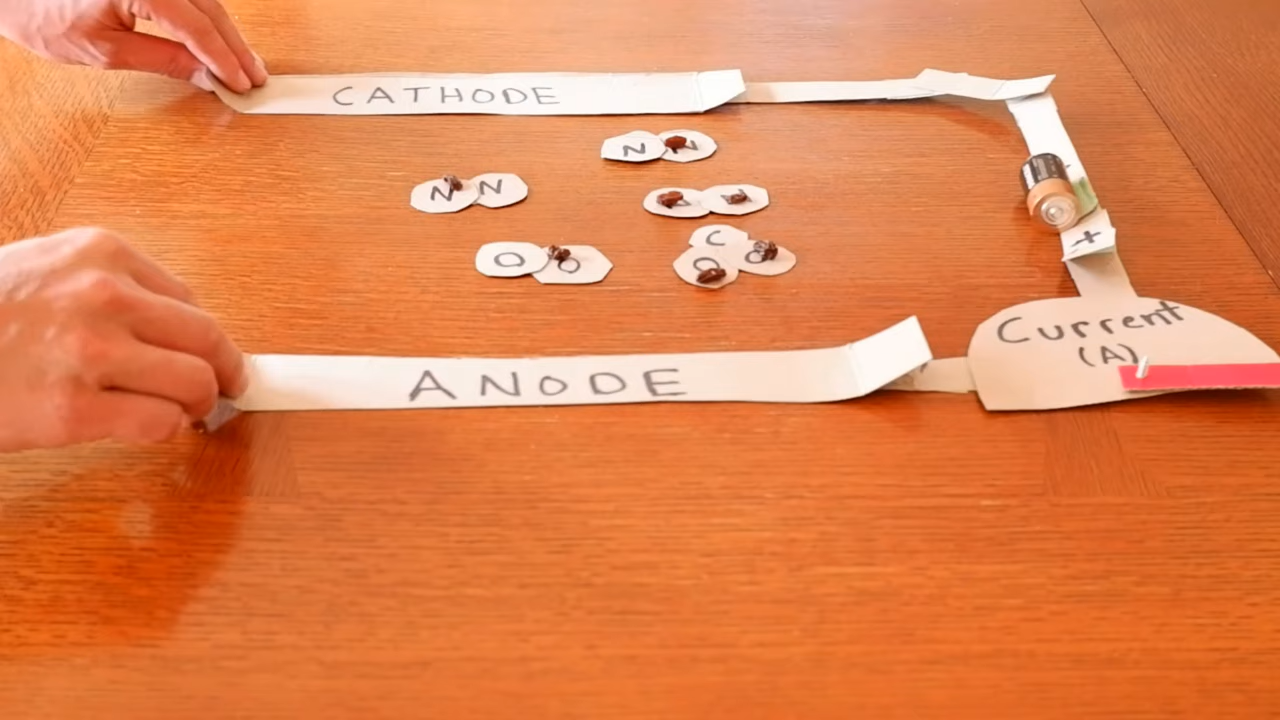 CATHODE
N N
N N
O O
C
O O
+
Current
(A)
ANODE